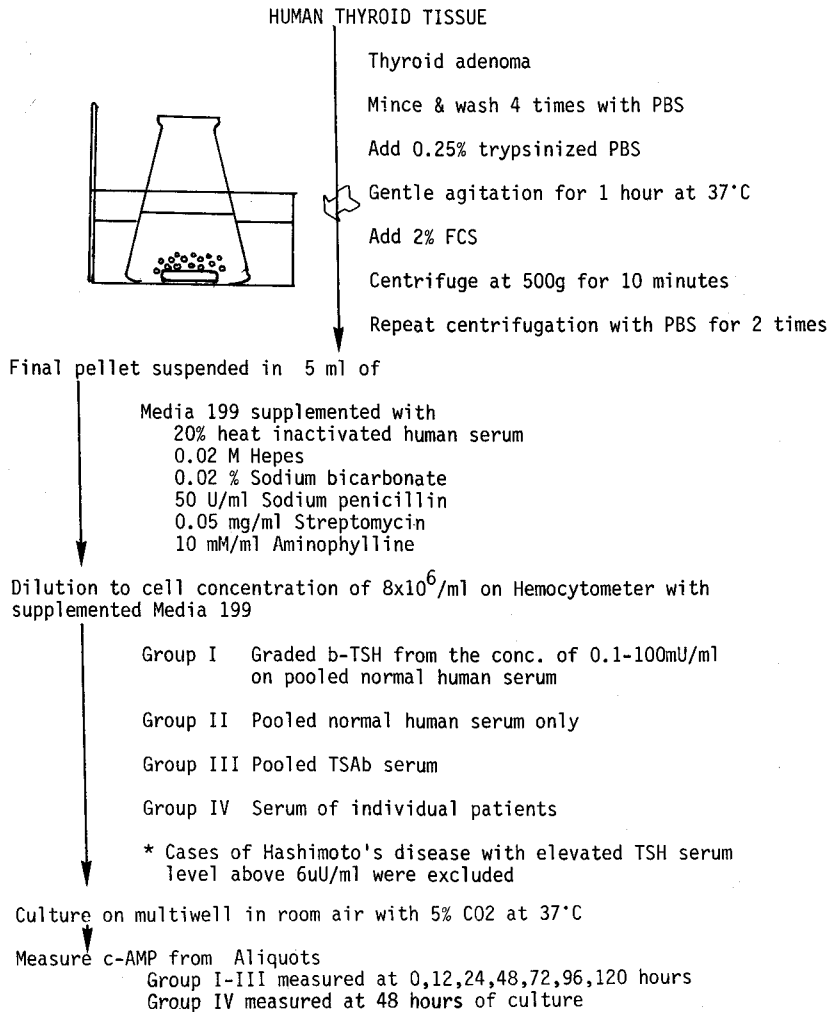 HUMAN THYROID TISSUE
Thyroid adenoma
Mince & wash 4 times with PBS
Add 0.25% trypsinized PBS
Gentle agitation for 1 hour at 37°C
Add 2% FCS
Centrifuge at 500g for 10 minutes
Repeat centrifugation with PBS for 2 times
Final pellet suspended in 5 ml of
Media 199 supplemented with
20% heat inactivated human serum
0.02 M Hepes
0.02 % Sodium bicarbonate
50 U/ml Sodium penicillin
0.05 mg/ml Streptomycin
10 mM/ml Aminophylline
Dilution to cell concentration of 8x10⁶/ml on Hemocytometer with
supplemented Media 199
Group I Graded b-TSH from the conc. of 0.1-100mU/ml
on pooled normal human serum
Group II Pooled normal human serum only
Group III Pooled TSAb serum
Group IV Serum of individual patients
* Cases of Hashimoto's disease with elevated TSH serum
level above 6uU/ml were excluded
Culture on multiwell in room air with 5% CO2 at 37°C
Measure c-AMP from Aliquots
Group I-III measured at 0,12,24,48,72,96,120 hours
Group IV measured at 48 hours of culture